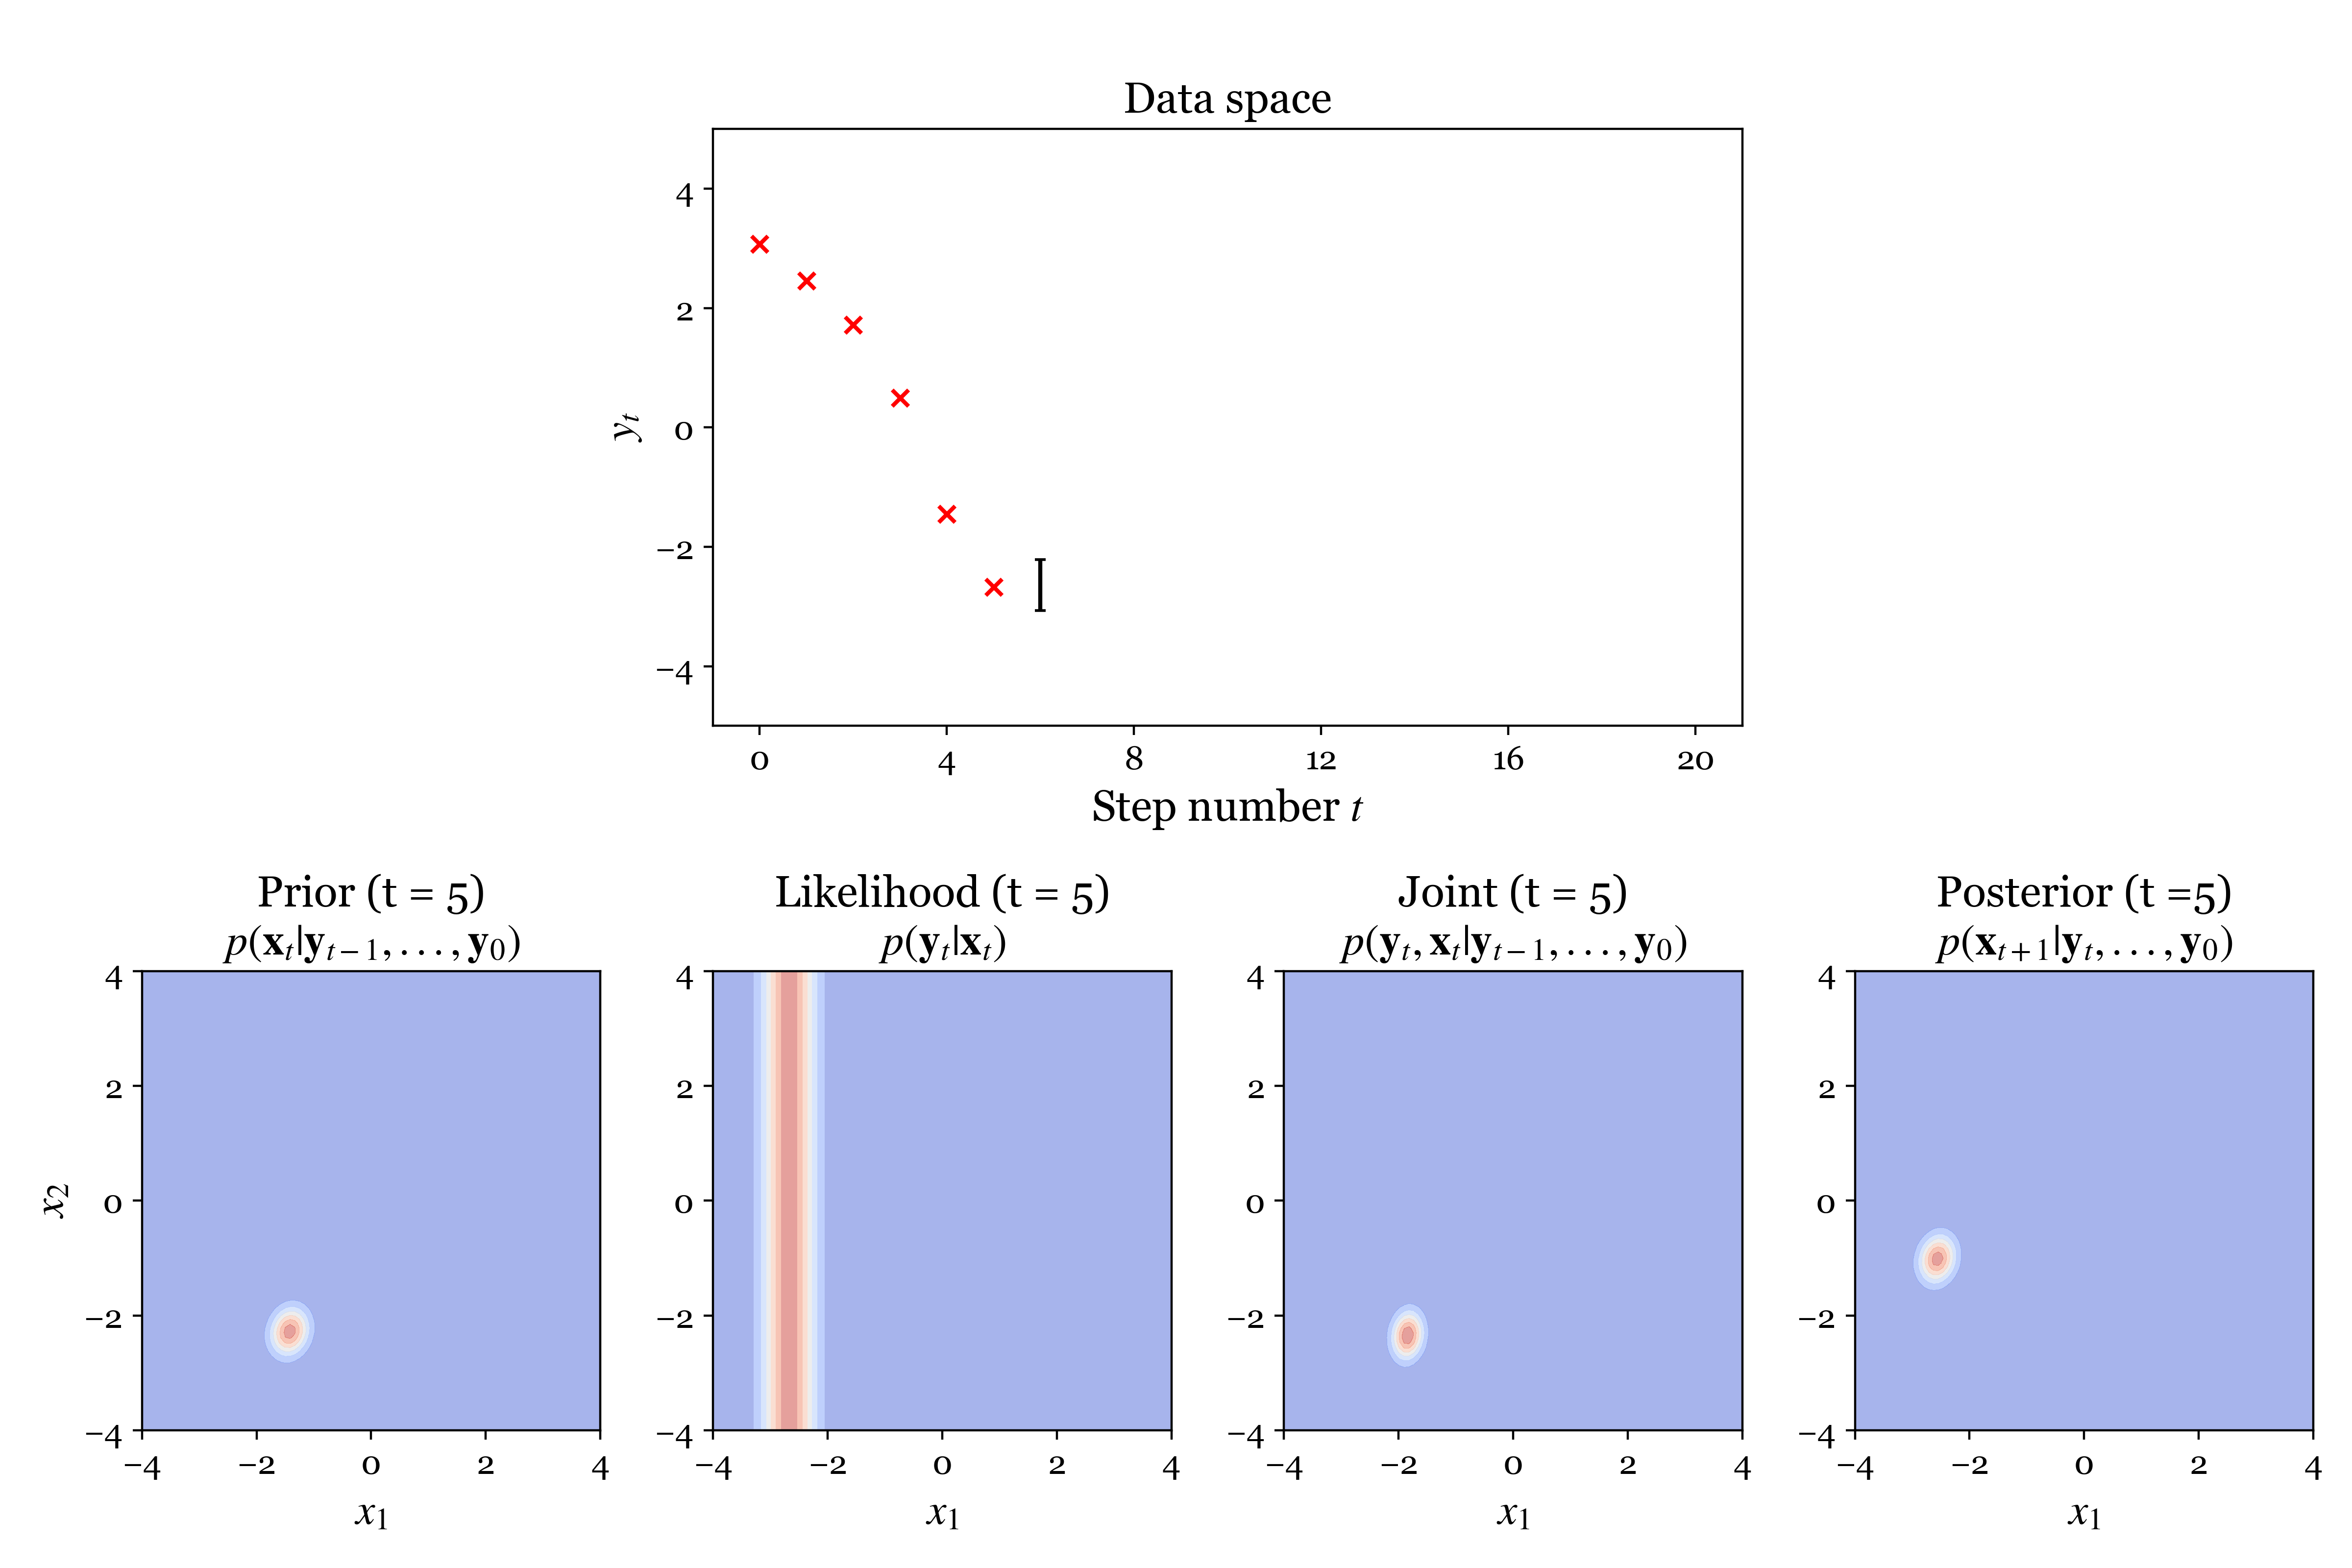 Data space
4
2
0
−2
−4
y_t
0 4 8 12 16 20
Step number t
Prior (t = 5)
p(x_t|y_{t−1}, . . . , y_0)
Likelihood (t = 5)
p(y_t|x_t)
Joint (t = 5)
p(y_t, x_t|y_{t−1}, . . . , y_0)
Posterior (t =5)
p(x_{t+1}|y_t, . . . , y_0)
4
2
0
−2
−4
x_2
−4 −2 0 2 4
x_1
4
2
0
−2
−4
−4 −2 0 2 4
x_1
4
2
0
−2
−4
−4 −2 0 2 4
x_1
4
2
0
−2
−4
−4 −2 0 2 4
x_1